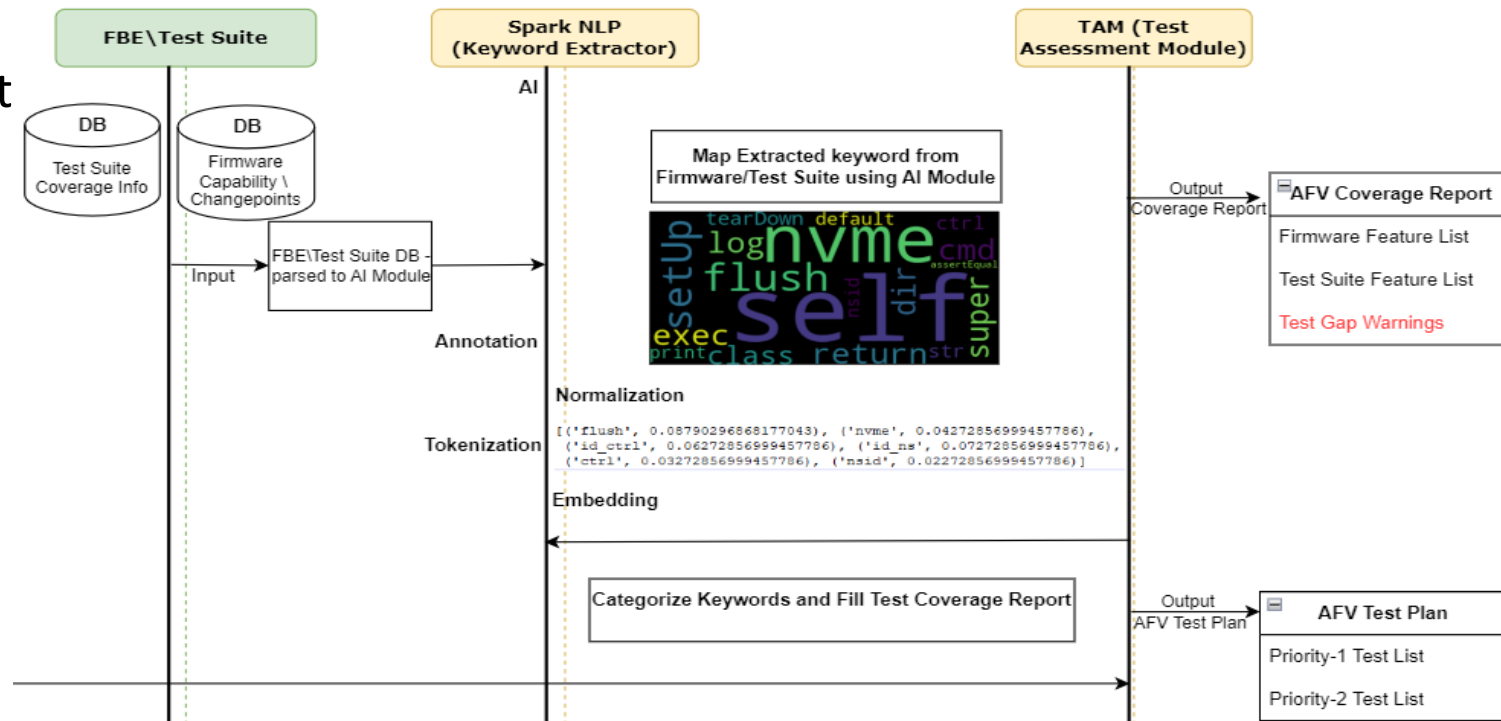 FBE\Test Suite
Spark NLP
(Keyword Extractor)
TAM (Test
Assessment Module)
t
AI
DB
Test Suite
Coverage Info
DB
Firmware
Capability \
Changepoints
Map Extracted keyword from
Firmware/Test Suite using AI Module
Output
Coverage Report
AFV Coverage Report
Firmware Feature List
Test Suite Feature List
Test Gap Warnings
Input
FBE\Test Suite DB -
parsed to AI Module
tearDown default ctrl
setUp log nvme cmd
assertEqual
flush
self nsid dir super
exec
print class return str
Annotation
Normalization
Tokenization
[('flush', 0.08790296868177043), ('nvme', 0.04272856999457786),
('id_ctrl', 0.06272856999457786), ('id_ns', 0.07272856999457786),
('ctrl', 0.03272856999457786), ('nsid', 0.02272856999457786)]
Embedding
Categorize Keywords and Fill Test Coverage Report
Output
AFV Test Plan
AFV Test Plan
Priority-1 Test List
Priority-2 Test List